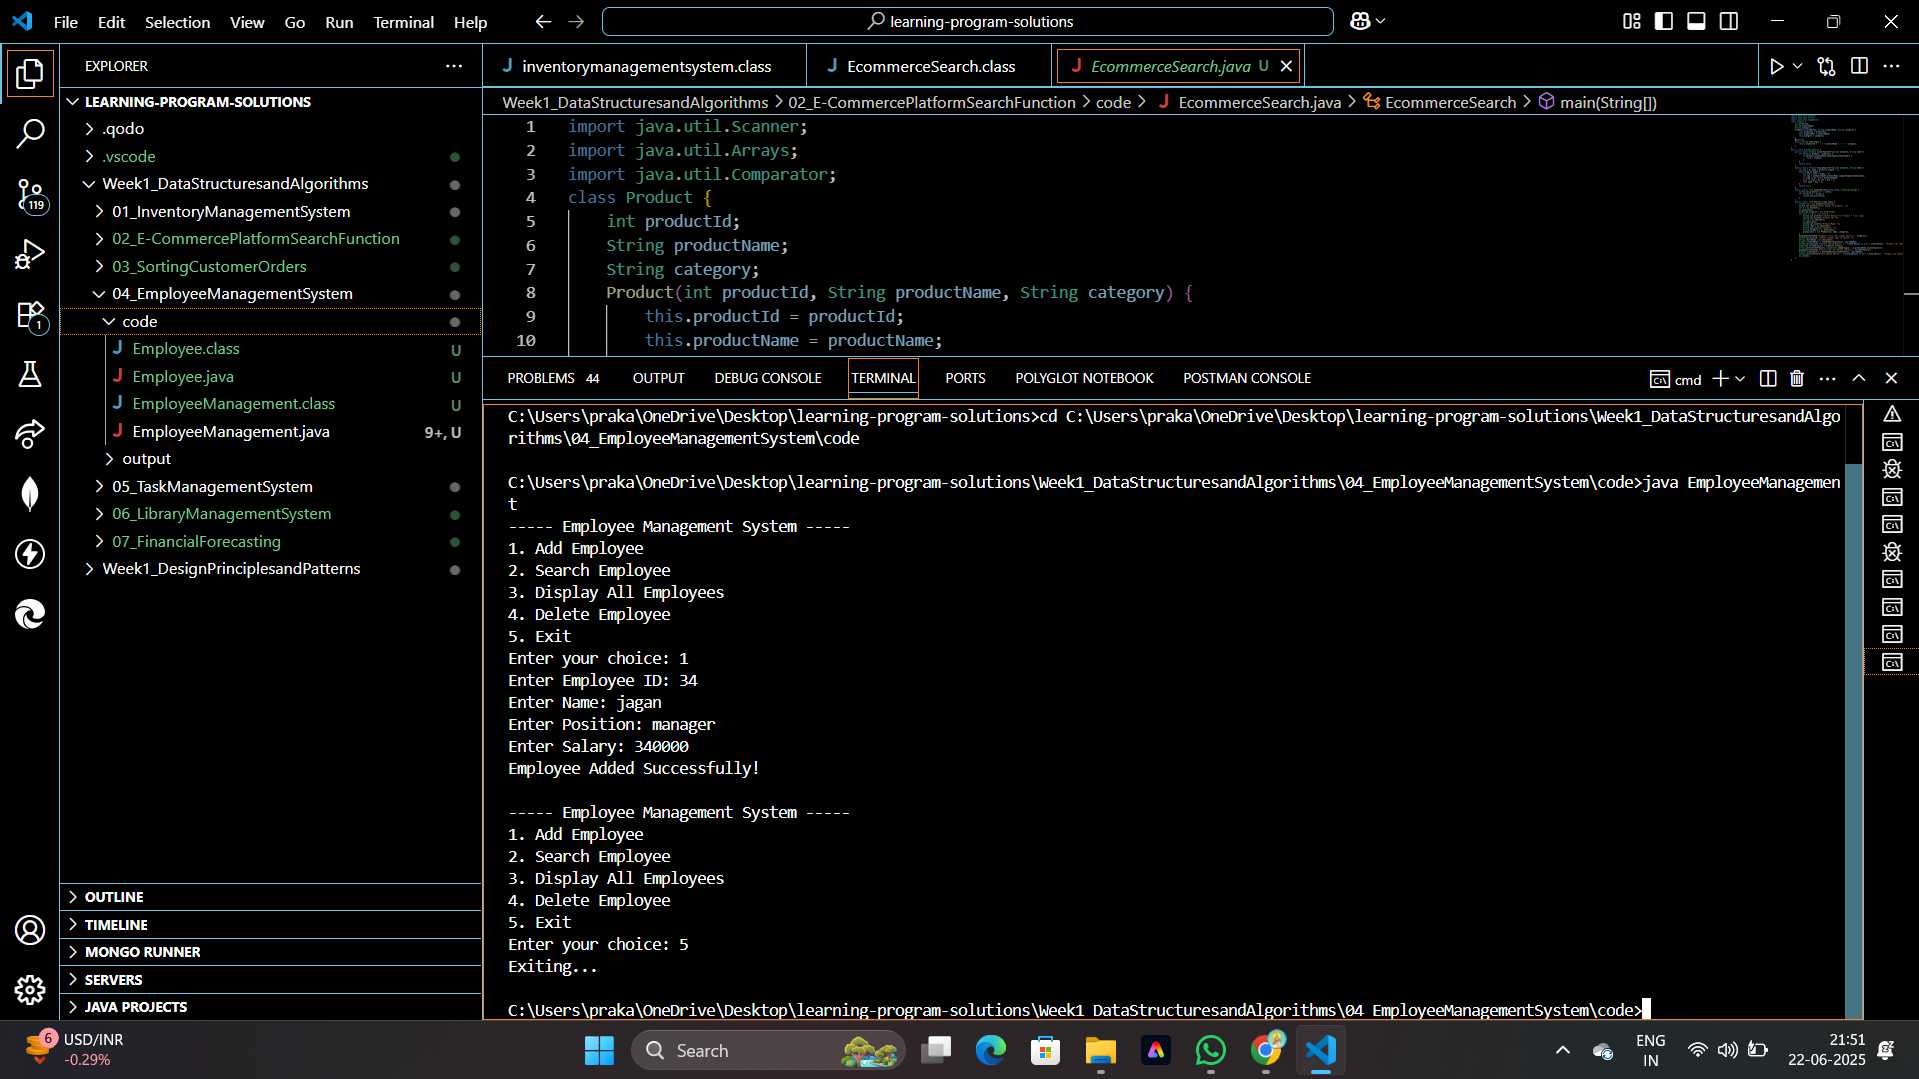 File Edit Selection View Go Run Terminal Help
learning-program-solutions
EXPLORER
LEARNING-PROGRAM-SOLUTIONS
.qodo
.vscode
Week1_DataStructuresandAlgorithms
01_InventoryManagementSystem
02_E-CommercePlatformSearchFunction
03_SortingCustomerOrders
04_EmployeeManagementSystem
code
Employee.class U
Employee.java U
EmployeeManagement.class U
EmployeeManagement.java 9+, U
output
05_TaskManagementSystem
06_LibraryManagementSystem
07_FinancialForecasting
Week1_DesignPrinciplesandPatterns
OUTLINE
TIMELINE
MONGO RUNNER
SERVERS
JAVA PROJECTS
119
1
inventorymanagementsystem.class
EcommerceSearch.class
EcommerceSearch.java U
Week1_DataStructuresandAlgorithms > 02_E-CommercePlatformSearchFunction > code > J EcommerceSearch.java > EcommerceSearch > main(String[])
1 import java.util.Scanner;
2 import java.util.Arrays;
3 import java.util.Comparator;
4 class Product {
5 int productId;
6 String productName;
7 String category;
8 Product(int productId, String productName, String category) {
9 this.productId = productId;
10 this.productName = productName;
PROBLEMS 44 OUTPUT DEBUG CONSOLE TERMINAL PORTS POLYGLOT NOTEBOOK POSTMAN CONSOLE
cmd
C:\Users\praka\OneDrive\Desktop\learning-program-solutions>cd C:\Users\praka\OneDrive\Desktop\learning-program-solutions\Week1_DataStructuresandAlgo
rithms\04_EmployeeManagementSystem\code
C:\Users\praka\OneDrive\Desktop\learning-program-solutions\Week1_DataStructuresandAlgorithms\04_EmployeeManagementSystem\code>java EmployeeManagemen
t
----- Employee Management System -----
1. Add Employee
2. Search Employee
3. Display All Employees
4. Delete Employee
5. Exit
Enter your choice: 1
Enter Employee ID: 34
Enter Name: jagan
Enter Position: manager
Enter Salary: 340000
Employee Added Successfully!
----- Employee Management System -----
1. Add Employee
2. Search Employee
3. Display All Employees
4. Delete Employee
5. Exit
Enter your choice: 5
Exiting...
C:\Users\praka\OneDrive\Desktop\learning-program-solutions\Week1_DataStructuresandAlgorithms\04_EmployeeManagementSystem\code>
6
USD/INR
-0.29%
Search
ENG
IN
21:51
22-06-2025